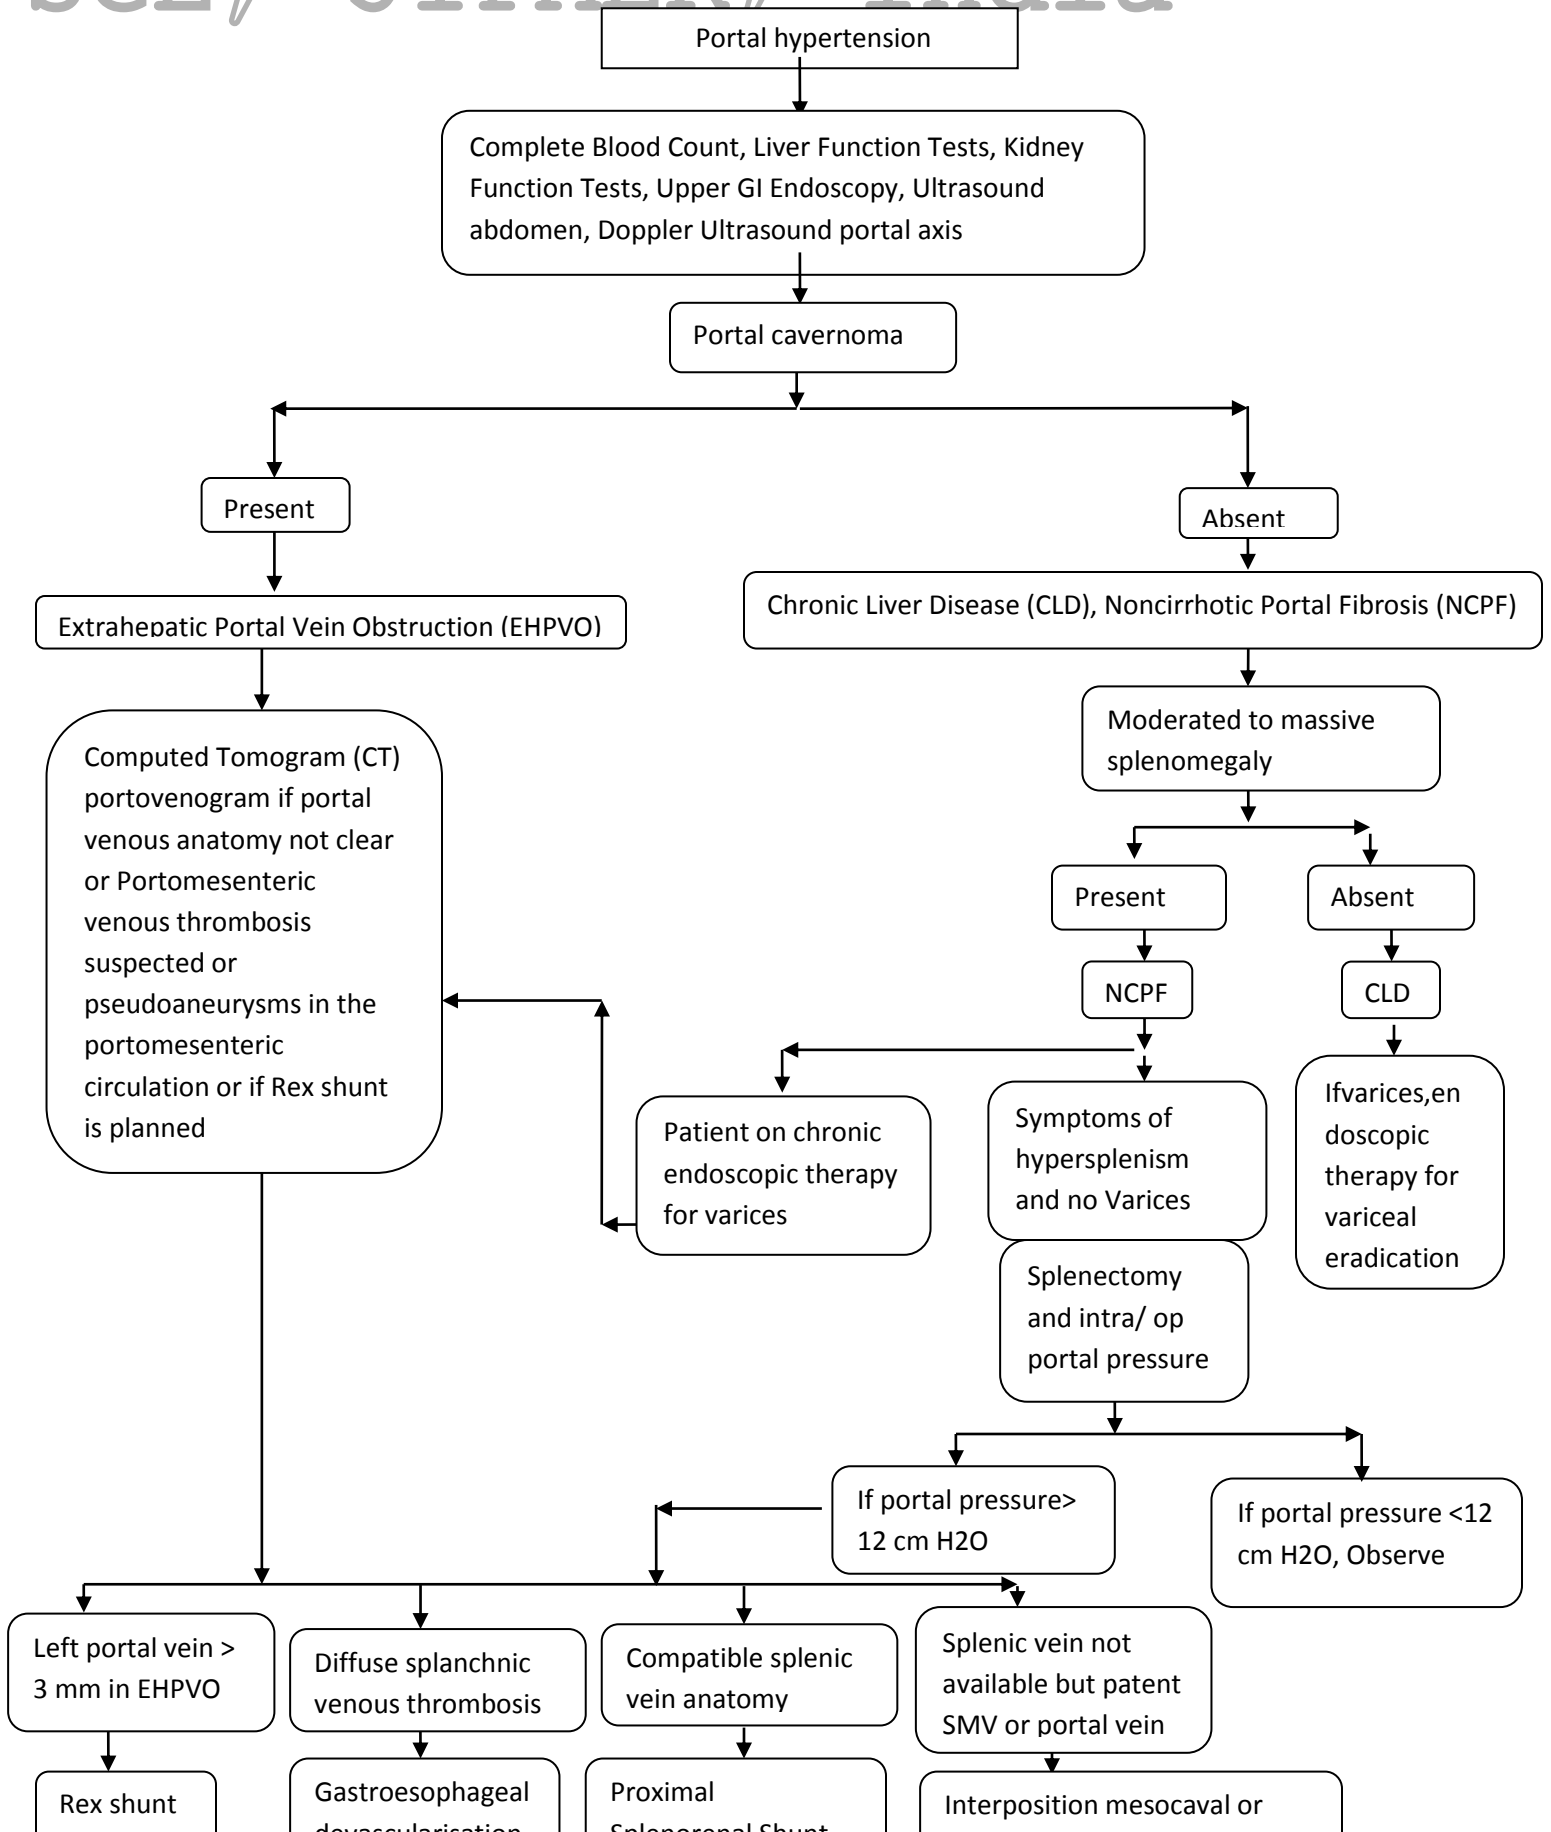 Portal hypertension
Complete Blood Count, Liver Function Tests, Kidney
Function Tests, Upper GI Endoscopy, Ultrasound
abdomen, Doppler Ultrasound portal axis
Portal cavernoma
Present
Absent
Extrahepatic Portal Vein Obstruction (EHPVO)
Chronic Liver Disease (CLD), Noncirrhotic Portal Fibrosis (NCPF)
Moderated to massive
splenomegaly
Computed Tomogram (CT)
portovenogram if portal
venous anatomy not clear
or Portomesenteric
venous thrombosis
suspected or
pseudoaneurysms in the
portomesenteric
circulation or if Rex shunt
is planned
Present
Absent
NCPF
CLD
Patient on chronic
endoscopic therapy
for varices
Symptoms of
hypersplenism
and no Varices
Ifvarices,en
doscopic
therapy for
variceal
eradication
Splenectomy
and intra/ op
portal pressure
If portal pressure>
12 cm H2O
If portal pressure <12
cm H2O, Observe
Left portal vein >
3 mm in EHPVO
Diffuse splanchnic
venous thrombosis
Compatible splenic
vein anatomy
Splenic vein not
available but patent
SMV or portal vein
Rex shunt
Gastroesophageal
devascularisation
Proximal
Splenorenal Shunt
Interposition mesocaval or